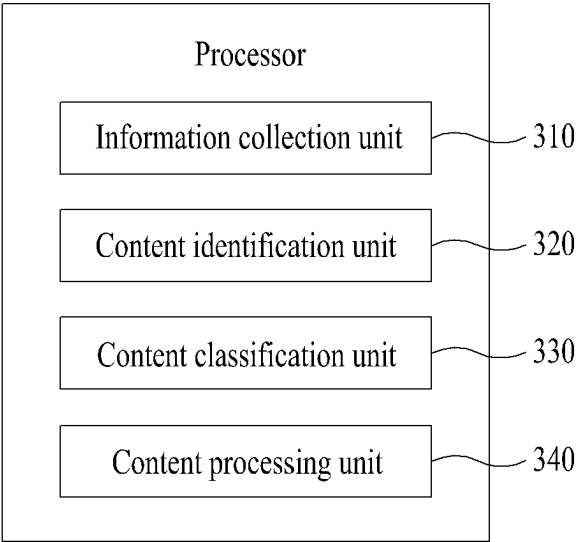 Processor
Information collection unit 310
Content identification unit 320
Content classification unit 330
Content processing unit 340